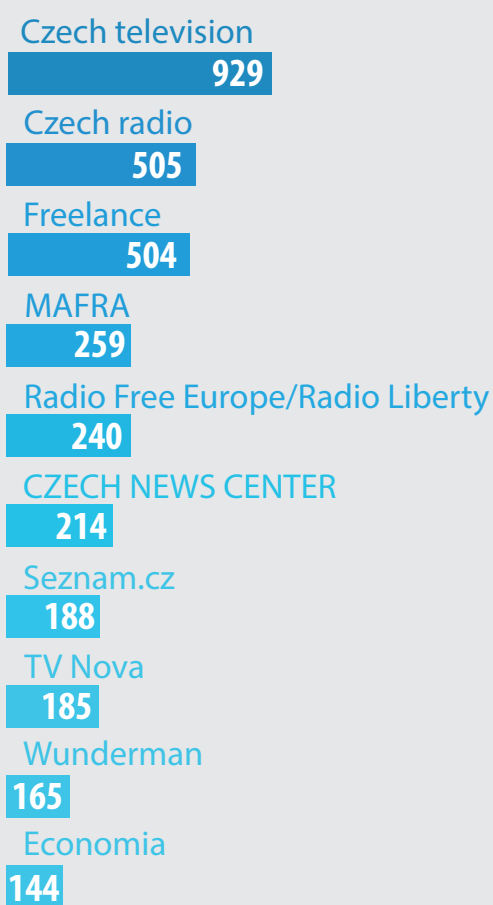 Czech television
929
Czech radio
505
Freelance
504
MAFRA
259
Radio Free Europe/Radio Liberty
240
CZECH NEWS CENTER
214
Seznam.cz
188
TV Nova
185
Wunderman
165
Economia
144